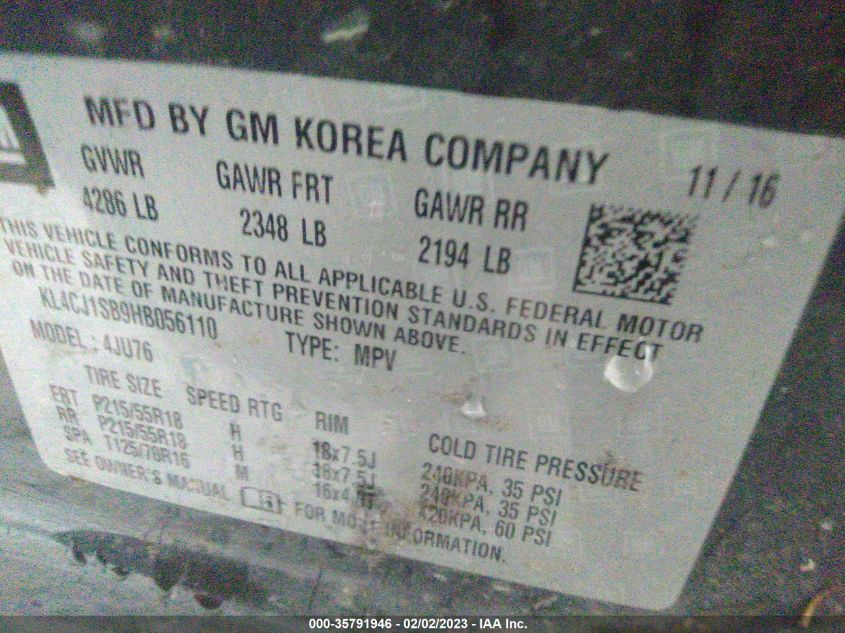 MFD BY GM KOREA COMPANY 11 / 16
GVWR GAWR FRT GAWR RR
4286 LB 2348 LB 2194 LB
THIS VEHICLE CONFORMS TO ALL APPLICABLE U.S. FEDERAL MOTOR
VEHICLE SAFETY AND THEFT PREVENTION STANDARDS IN EFFECT
ON THE DATE OF MANUFACTURE SHOWN ABOVE.
KL4CJ1SB9HB056110 TYPE: MPV
MODEL: 4JU76
TIRE SIZE SPEED RTG RIM COLD TIRE PRESSURE
FRT P215/55R18 H 18x7.5J 240KPA, 35 PSI
RR P215/55R18 H 18x7.5J 240KPA, 35 PSI
SPA T125/70R16 M 420KPA, 60 PSI
SEE OWNER'S MANUAL FOR MORE INFORMATION.
000-35791946 - 02/02/2023 - IAA Inc.